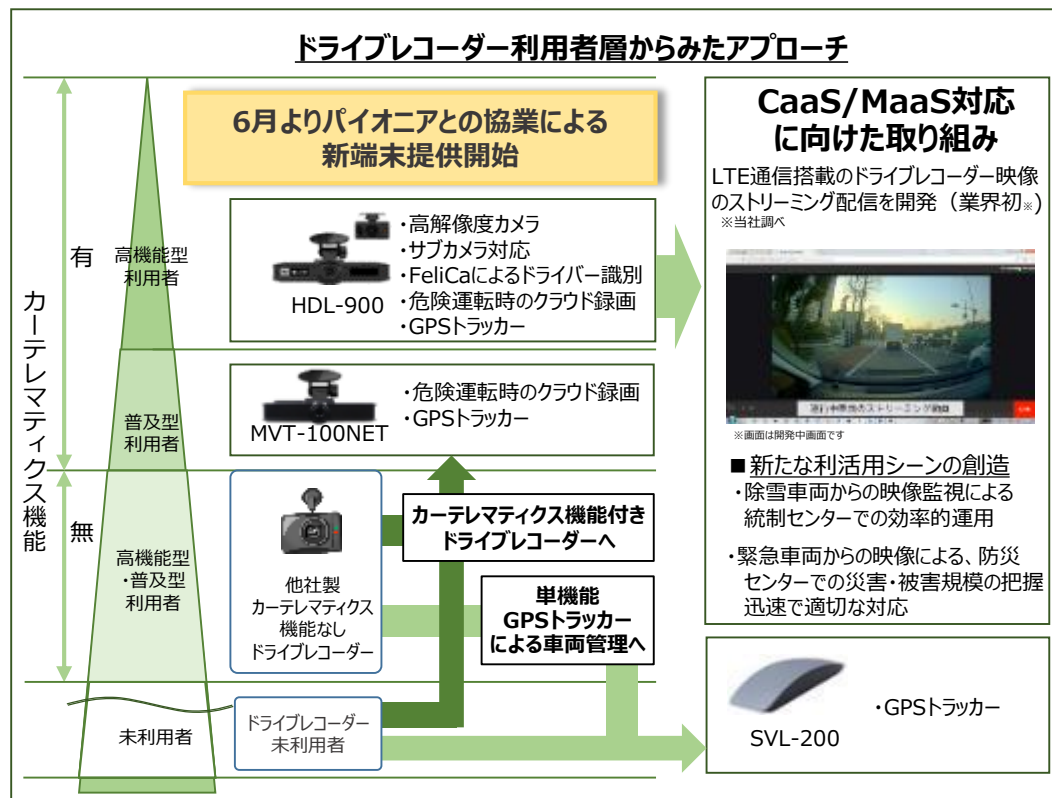 ドライブレコーダー利用者層からみたアプローチ
6月よりパイオニアとの協業による
新端末提供開始
カーテレマティクス機能
有
無
高機能型
利用者
普及型
利用者
高機能型
・普及型
利用者
未利用者
HDL-900
・高解像度カメラ
・サブカメラ対応
・FeliCaによるドライバー識別
・危険運転時のクラウド録画
・GPSトラッカー
MVT-100NET
・危険運転時のクラウド録画
・GPSトラッカー
他社製
カーテレマティクス
機能なし
ドライブレコーダー
カーテレマティクス機能付き
ドライブレコーダーへ
単機能
GPSトラッカー
による車両管理へ
ドライブレコーダー
未利用者
CaaS/MaaS対応
に向けた取り組み
LTE通信搭載のドライブレコーダー映像
のストリーミング配信を開発（業界初※）
※当社調べ
走行中車両のストリーミング動画
※画面は開発中画面です
■新たな利活用シーンの創造
・除雪車両からの映像監視による
統制センターでの効率的運用
・緊急車両からの映像による、防災
センターでの災害・被害規模の把握
迅速で適切な対応
SVL-200
・GPSトラッカー